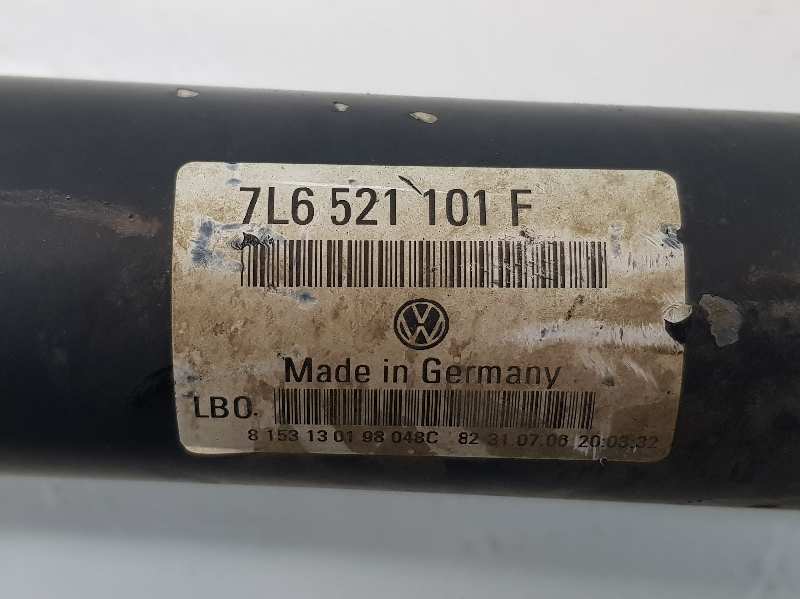 7L6 521 101 F
Made in Germany
LBO.
8 153 13 01 98 048C 82 31.07.06 20:03:32